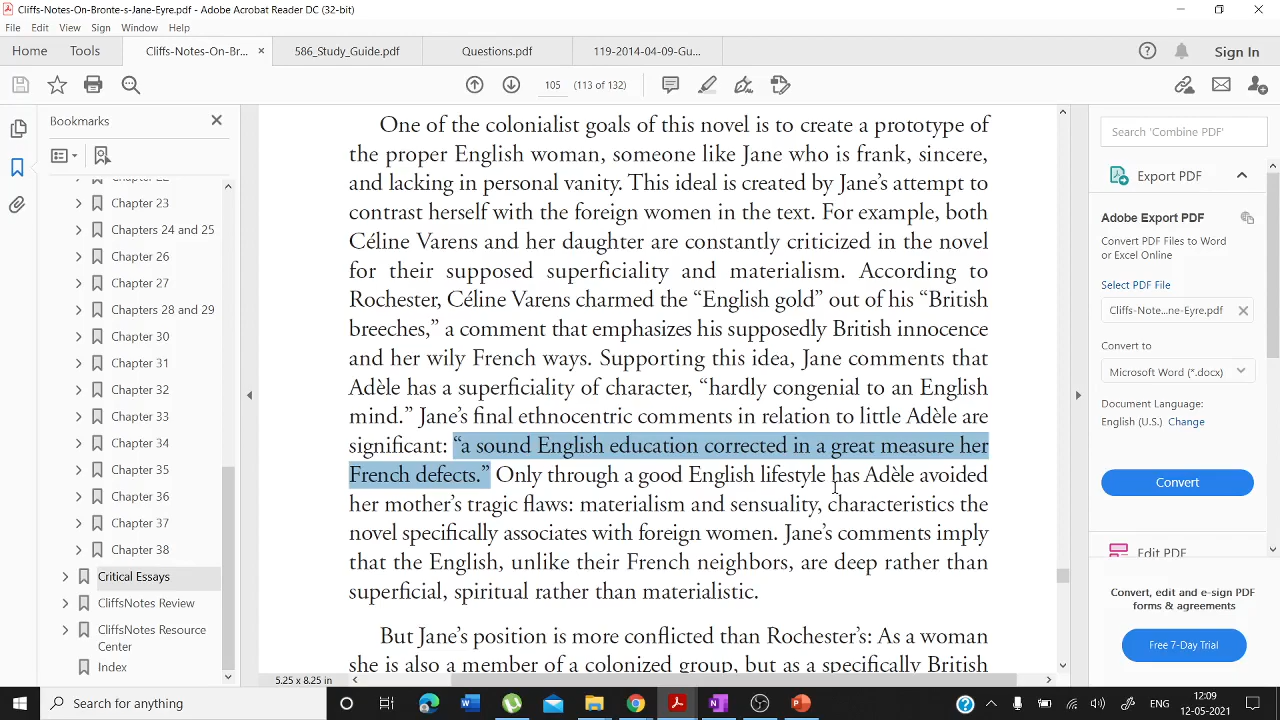 Cliffs-Notes-On-Bronte-s-Jane-Eyre.pdf - Adobe Acrobat Reader DC (32-bit)
File Edit View Sign Window Help
Home Tools Cliffs-Notes-On-Br... × 586_Study_Guide.pdf Questions.pdf 119-2014-04-09-Gu... Sign In
105 (113 of 132)
Bookmarks
Chapter 22
Chapter 23
Chapters 24 and 25
Chapter 26
Chapter 27
Chapters 28 and 29
Chapter 30
Chapter 31
Chapter 32
Chapter 33
Chapter 34
Chapter 35
Chapter 36
Chapter 37
Chapter 38
Critical Essays
CliffsNotes Review
CliffsNotes Resource
Center
Index
One of the colonialist goals of this novel is to create a prototype of
the proper English woman, someone like Jane who is frank, sincere,
and lacking in personal vanity. This ideal is created by Jane’s attempt to
contrast herself with the foreign women in the text. For example, both
Céline Varens and her daughter are constantly criticized in the novel
for their supposed superficiality and materialism. According to
Rochester, Céline Varens charmed the “English gold” out of his “British
breeches,” a comment that emphasizes his supposedly British innocence
and her wily French ways. Supporting this idea, Jane comments that
Adèle has a superficiality of character, “hardly congenial to an English
mind.” Jane’s final ethnocentric comments in relation to little Adèle are
significant: “a sound English education corrected in a great measure her
French defects.” Only through a good English lifestyle has Adèle avoided
her mother’s tragic flaws: materialism and sensuality, characteristics the
novel specifically associates with foreign women. Jane’s comments imply
that the English, unlike their French neighbors, are deep rather than
superficial, spiritual rather than materialistic.
But Jane’s position is more conflicted than Rochester’s: As a woman
she is also a member of a colonized group, but as a specifically British
5.25 x 8.25 in
Search 'Combine PDF'
Export PDF
Adobe Export PDF
Convert PDF Files to Word
or Excel Online
Select PDF File
Cliffs-Note...ne-Eyre.pdf
Convert to
Microsoft Word (*.docx)
Document Language:
English (U.S.) Change
Convert
Edit PDF
Convert, edit and e-sign PDF
forms & agreements
Free 7-Day Trial
Search for anything
ENG
12:09
12-05-2021